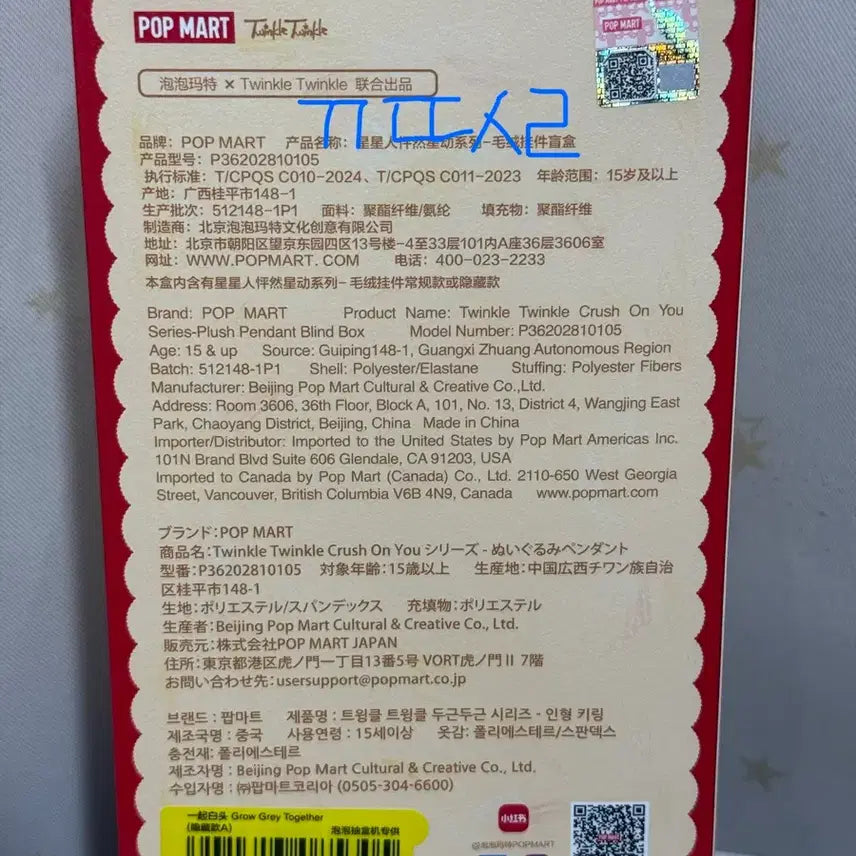 POP MART Twinkle Twinkle
POP MART
泡泡玛特 × Twinkle Twinkle 联合出品
品牌：POP MART 产品名称：星星人怦然星动系列-毛绒挂件盲盒
产品型号：P36202810105
执行标准：T/CPQS C010-2024、T/CPQS C011-2023 年龄范围：15岁及以上
产地：广西桂平市148-1
生产批次：512148-1P1 面料：聚酯纤维/氨纶 填充物：聚酯纤维
制造商：北京泡泡玛特文化创意有限公司
地址：北京市朝阳区望京东园四区13号楼-4至33层101内A座36层3606室
网址：WWW.POPMART.COM 电话：400-023-2233
本盒内含有星星人怦然星动系列-毛绒挂件常规款或隐藏款
Brand: POP MART Product Name: Twinkle Twinkle Crush On You
Series-Plush Pendant Blind Box Model Number: P36202810105
Age: 15 & up Source: Guiping148-1, Guangxi Zhuang Autonomous Region
Batch: 512148-1P1 Shell: Polyester/Elastane Stuffing: Polyester Fibers
Manufacturer: Beijing Pop Mart Cultural & Creative Co.,Ltd.
Address: Room 3606, 36th Floor, Block A, 101, No. 13, District 4, Wangjing East
Park, Chaoyang District, Beijing, China Made in China
Importer/Distributor: Imported to the United States by Pop Mart Americas Inc.
101N Brand Blvd Suite 606 Glendale, CA 91203, USA
Imported to Canada by Pop Mart (Canada) Co., Ltd. 2110-650 West Georgia
Street, Vancouver, British Columbia V6B 4N9, Canada www.popmart.com
ブランド：POP MART
商品名：Twinkle Twinkle Crush On You シリーズ - ぬいぐるみペンダント
型番：P36202810105 対象年齢：15歳以上 生産地：中国広西チワン族自治
区桂平市148-1
生地：ポリエステル/スパンデックス 充填物：ポリエステル
生産者：Beijing Pop Mart Cultural & Creative Co., Ltd.
販売元：株式会社POP MART JAPAN
住所：東京都港区虎ノ門一丁目13番5号 VORT虎ノ門Ⅱ 7階
お問い合わせ先：usersupport@popmart.co.jp
브랜드 : 팝마트 제품명 : 트윙클 트윙클 두근두근 시리즈 - 인형 키링
제조국명 : 중국 사용연령 : 15세이상 옷감: 폴리에스테르/스판덱스
충전재: 폴리에스테르
제조자명 : Beijing Pop Mart Cultural & Creative Co., Ltd.
수입자명 : ㈜팝마트코리아 (0505-304-6600)
一起白头 Grow Grey Together
(隐藏款A) 泡泡抽盒机专供
小红书
@泡泡玛特POPMART
POP MART